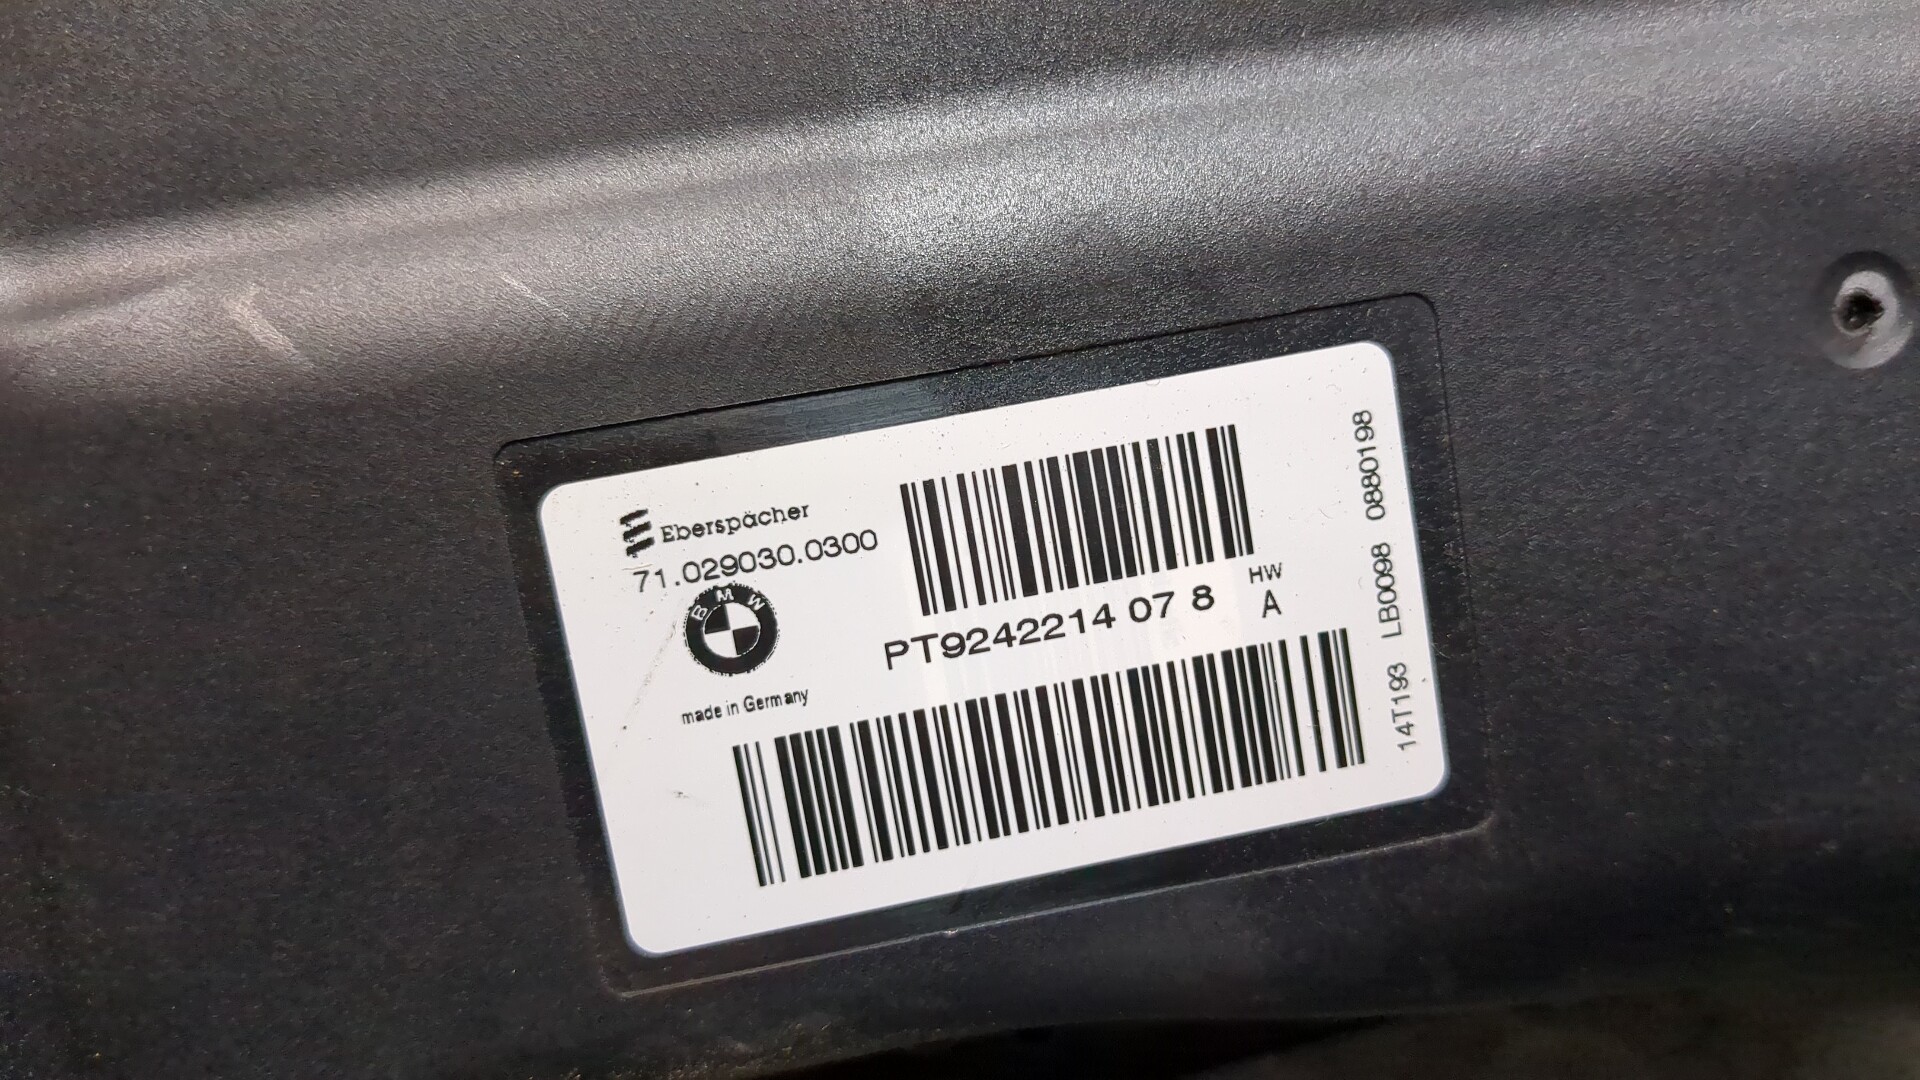 Eberspächer
71.029030.0300
BMW
made in Germany
PT9242214 07 8
HW
A
14T193 LB0098 0880198